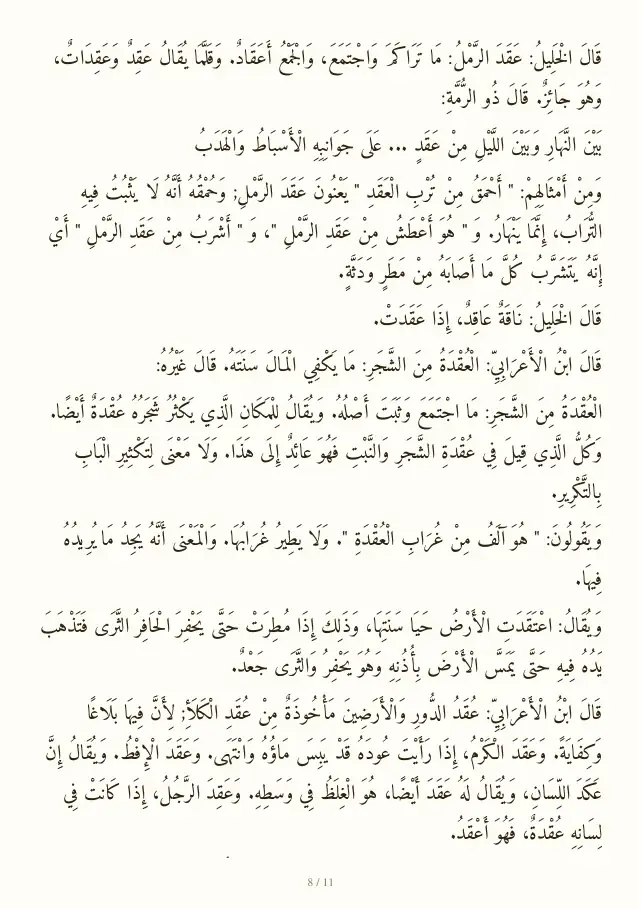 قَالَ الْخَلِيلُ: عَقَدَ الرَّمْلُ: مَا تَرَاكَمَ وَاجْتَمَعَ، وَالْجَمْعُ أَعْقَادٌ. وَقَلَّمَا يُقَالُ عَقِدٌ وَعَقِدَاتٌ،
وَهُوَ جَائِزٌ. قَالَ ذُو الرُّمَّةِ:
بَيْنَ النَّهَارِ وَبَيْنَ اللَّيْلِ مِنْ عَقَدٍ ... عَلَى جَوَانِبِهِ الْأَسْبَاطُ وَالْهَدَبُ
وَمِنْ أَمْثَالِهِمْ: " أَحْمَقُ مِنْ تُرْبِ الْعَقَدِ " يَعْنُونَ عَقَدَ الرَّمْلِ; وَحُمْقُهُ أَنَّهُ لَا يَثْبُتُ فِيهِ
التُّرَابُ، إِنَّمَا يَنْهَارُ. وَ " هُوَ أَعْطَشُ مِنْ عَقَدِ الرَّمْلِ "، وَ " أَشْرَبُ مِنْ عَقَدِ الرَّمْلِ " أَيْ
إِنَّهُ يَتَشَرَّبُ كُلَّ مَا أَصَابَهُ مِنْ مَطَرٍ وَدَثَّةٍ.
قَالَ الْخَلِيلُ: نَاقَةٌ عَاقِدٌ، إِذَا عَقَدَتْ.
قَالَ ابْنُ الْأَعْرَابِيِّ: الْعُقْدَةُ مِنَ الشَّجَرِ: مَا يَكْفِي الْمَالَ سَنَتَهُ. قَالَ غَيْرُهُ:
الْعُقْدَةُ مِنَ الشَّجَرِ: مَا اجْتَمَعَ وَثَبَتَ أَصْلُهُ. وَيُقَالُ لِلْمَكَانِ الَّذِي يَكْثُرُ شَجَرُهُ عُقْدَةٌ أَيْضًا.
وَكُلُّ الَّذِي قِيلَ فِي عُقْدَةِ الشَّجَرِ وَالنَّبْتِ فَهُوَ عَائِدٌ إِلَى هَذَا. وَلَا مَعْنَى لِتَكْثِيرِ الْبَابِ
بِالتَّكْرِيرِ.
وَيَقُولُونَ: " هُوَ آلَفُ مِنْ غُرَابِ الْعُقْدَةِ ". وَلَا يَطِيرُ غُرَابُهَا. وَالْمَعْنَى أَنَّهُ يَجِدُ مَا يُرِيدُهُ
فِيهَا.
وَيُقَالُ: اعْتَقَدَتِ الْأَرْضُ حَيَا سَنَتِهَا، وَذَلِكَ إِذَا مُطِرَتْ حَتَّى يَحْفِرَ الْحَافِرُ الثَّرَى فَتَذْهَبَ
يَدُهُ فِيهِ حَتَّى يَمَسَّ الْأَرْضَ بِأُذُنِهِ وَهُوَ يَحْفِرُ وَالثَّرَى جَعْدٌ.
قَالَ ابْنُ الْأَعْرَابِيِّ: عُقَدُ الدُّورِ وَالْأَرَضِينَ مَأْخُوذَةٌ مِنْ عُقَدِ الْكَلَأِ; لِأَنَّ فِيهَا بَلَاغًا
وَكِفَايَةً. وَعَقَدَ الْكَرْمُ، إِذَا رَأَيْتَ عُودَهُ قَدْ يَبِسَ مَاؤُهُ وَانْتَهَى. وَعَقَدَ الْإِفْطُ. وَيُقَالُ إِنَّ
عَكَدَ اللِّسَانِ، وَيُقَالُ لَهُ عَقَدَ أَيْضًا، هُوَ الْغِلَظُ فِي وَسَطِهِ. وَعَقِدَ الرَّجُلُ، إِذَا كَانَتْ فِي
لِسَانِهِ عُقْدَةٌ، فَهُوَ أَعْقَدُ.
8 / 11